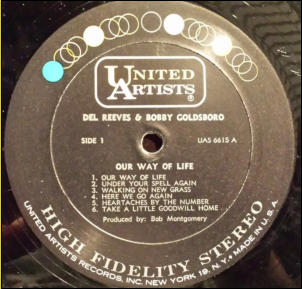 UNITED
ARTISTS®
DEL REEVES & BOBBY GOLDSBORO
SIDE 1
UAS 6615 A
OUR WAY OF LIFE
1. OUR WAY OF LIFE
2. UNDER YOUR SPELL AGAIN
3. WALKING ON NEW GRASS
4. HERE WE GO AGAIN
5. HEARTACHES BY THE NUMBER
6. TAKE A LITTLE GOODWILL HOME
Produced by: Bob Montgomery
HIGH FIDELITY STEREO
UNITED ARTISTS RECORDS, INC. NEW YORK 19, N.Y. • MADE IN U.S.A.